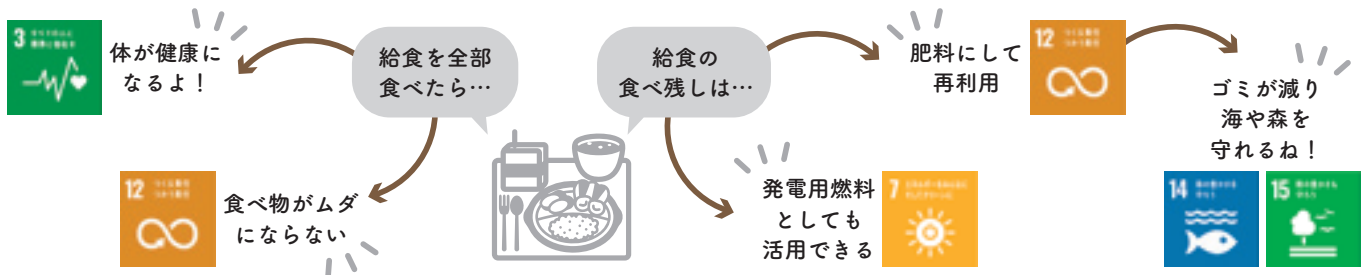 3
体が健康に
なるよ！
給食を全部
食べたら…
12
食べ物がムダ
にならない
給食の
食べ残しは…
肥料にして
再利用
12
ゴミが減り
海や森を
守れるね！
14
15
発電用燃料
としても
活用できる
7